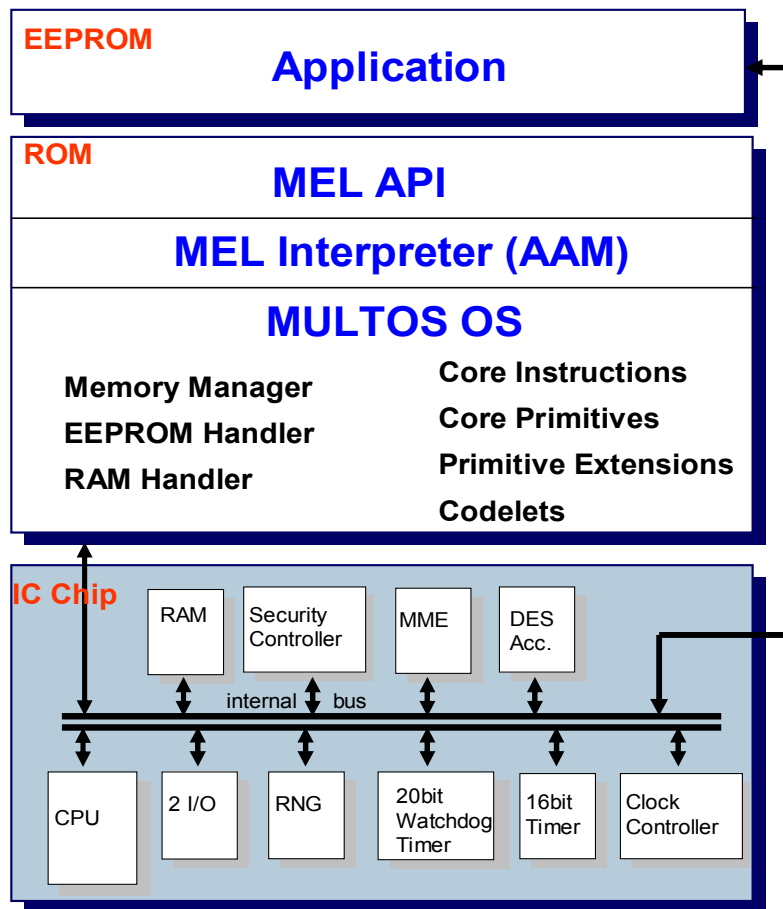 EEPROM
Application
ROM
MEL API
MEL Interpreter (AAM)
MULTOS OS
Memory Manager
EEPROM Handler
RAM Handler
Core Instructions
Core Primitives
Primitive Extensions
Codelets
IC Chip
RAM
Security
Controller
MME
DES
Acc.
internal bus
CPU
2 I/O
RNG
20bit
Watchdog
Timer
16bit
Timer
Clock
Controller